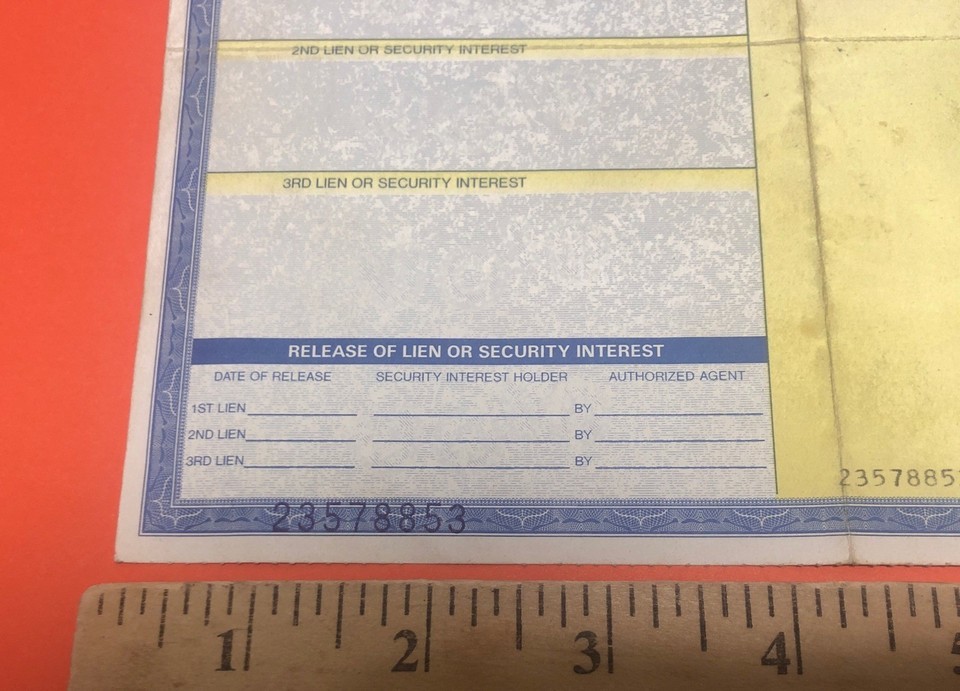 2ND LIEN OR SECURITY INTEREST
3RD LIEN OR SECURITY INTEREST
RELEASE OF LIEN OR SECURITY INTEREST
DATE OF RELEASE SECURITY INTEREST HOLDER AUTHORIZED AGENT
1ST LIEN BY
2ND LIEN BY
3RD LIEN BY
2357885
23578853
1 2 3 4 5